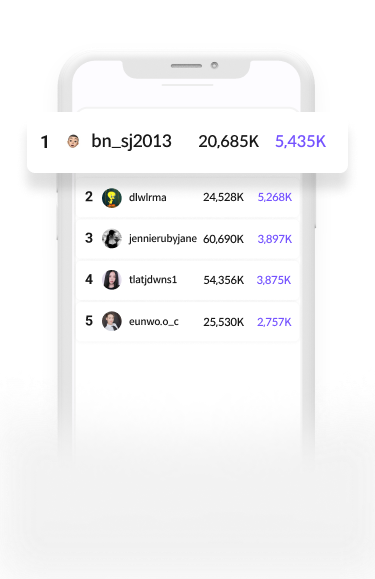 1 bn_sj2013 20,685K 5,435K
2 dlwlrma 24,528K 5,268K
3 jennierubyjane 60,690K 3,897K
4 tlatjdwns1 54,356K 3,875K
5 eunwo.o_c 25,530K 2,757K